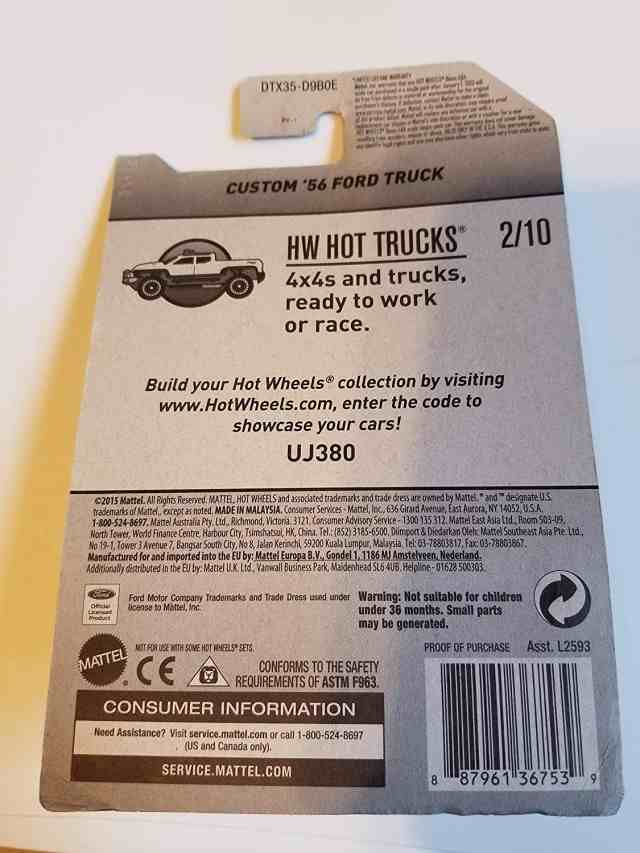 DTX35-D9B0E
CUSTOM '56 FORD TRUCK
HW HOT TRUCKS® 2/10
4x4s and trucks,
ready to work
or race.
Build your Hot Wheels® collection by visiting
www.HotWheels.com, enter the code to
showcase your cars!
UJ380
©2015 Mattel. All Rights Reserved. MATTEL, HOT WHEELS and associated trademarks and trade dress are owned by Mattel. ® and ™ designate U.S.
trademarks of Mattel, except as noted. MADE IN MALAYSIA. Consumer Services - Mattel, Inc., 636 Girard Avenue, East Aurora, NY 14052, U.S.A.
1-800-524-8697. Mattel Australia Pty. Ltd., Richmond, Victoria. 3121. Consumer Advisory Service - 1300 135 312. Mattel East Asia Ltd., Room 503-09,
North Tower, World Finance Centre, Harbour City, Tsimshatsui, HK, China. Tel.: (852) 3185-6500. Diimport & Diedarkan Oleh: Mattel Southeast Asia Pte. Ltd.,
No 19-1, Tower 3 Avenue 7, Bangsar South City, No 8, Jalan Kerinchi, 59200 Kuala Lumpur, Malaysia. Tel: 03-78803817, Fax: 03-78803867.
Manufactured for and imported into the EU by: Mattel Europa B.V., Gondel 1, 1186 MJ Amstelveen, Nederland.
Additionally distributed in the EU by: Mattel U.K. Ltd., Vanwall Business Park, Maidenhead SL6 4UB. Helpline - 01628 500303.
Ford
Official
Licensed
Product
Ford Motor Company Trademarks and Trade Dress used under
license to Mattel, Inc.
Warning: Not suitable for children
under 36 months. Small parts
may be generated.
MATTEL
NOT FOR USE WITH SOME HOT WHEELS® SETS.
CE
CONFORMS TO THE SAFETY
REQUIREMENTS OF ASTM F963.
PROOF OF PURCHASE Asst. L2593
CONSUMER INFORMATION
Need Assistance? Visit service.mattel.com or call 1-800-524-8697
(US and Canada only).
SERVICE.MATTEL.COM
8 87961 36753 9